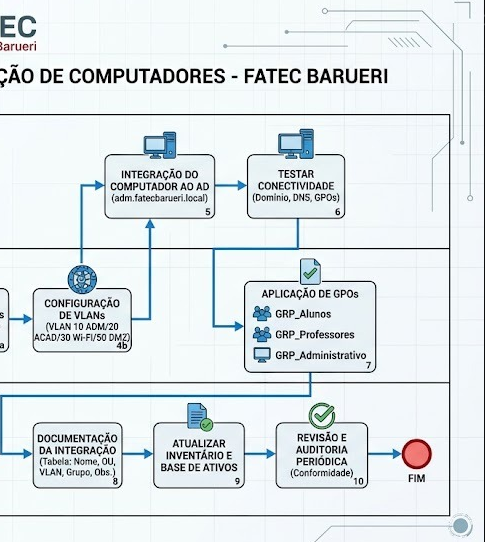 EC
Barueri
ÇÃO DE COMPUTADORES - FATEC BARUERI
INTEGRAÇÃO DO
COMPUTADOR AO AD
(adm.fatecbarueri.local)
5
TESTAR
CONECTIVIDADE
(Domínio, DNS, GPOs)
6
s
a
CONFIGURAÇÃO
DE VLANs
(VLAN 10 ADM/20
ACAD/30 Wi-FI/50 DMZ)
4b
APLICAÇÃO DE GPOs
GRP_Alunos
GRP_Professores
GRP_Administrativo
7
DOCUMENTAÇÃO
DA INTEGRAÇÃO
(Tabela: Nome, OU,
VLAN, Grupo, Obs.)
8
ATUALIZAR
INVENTÁRIO E
BASE DE ATIVOS
9
REVISÃO E
AUDITORIA
PERIÓDICA
(Conformidade)
10
FIM